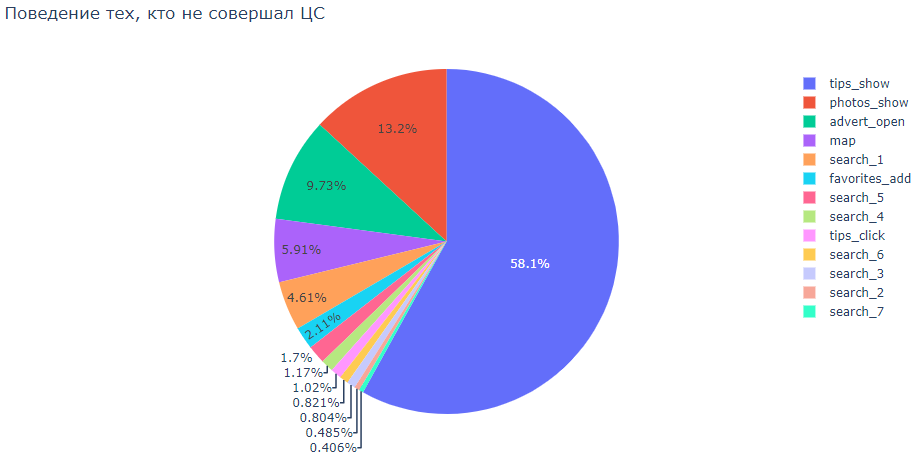 Поведение тех, кто не совершал ЦС
58.1%
13.2%
9.73%
5.91%
4.61%
2.11%
1.7%
1.17%
1.02%
0.821%
0.804%
0.485%
0.406%
tips_show
photos_show
advert_open
map
search_1
favorites_add
search_5
search_4
tips_click
search_6
search_3
search_2
search_7